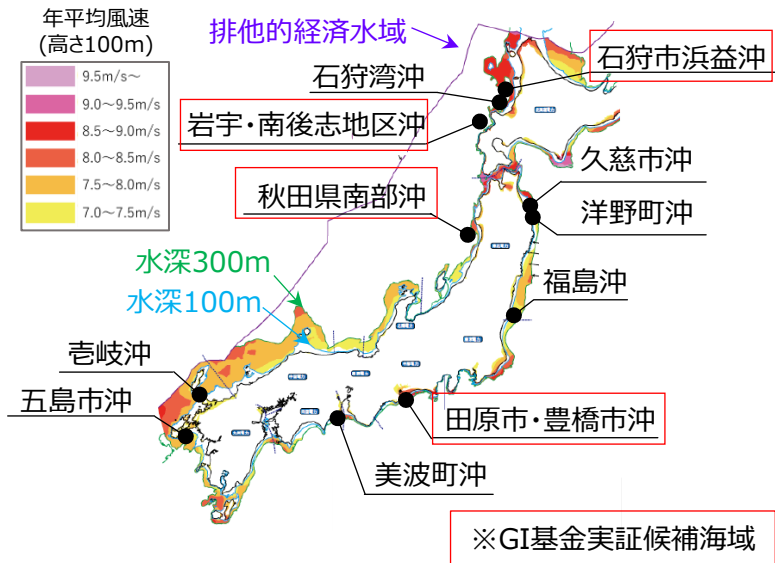 年平均風速
(高さ100m)
9.5m/s～
9.0～9.5m/s
8.5～9.0m/s
8.0～8.5m/s
7.5～8.0m/s
7.0～7.5m/s
排他的経済水域
石狩市浜益沖
石狩湾沖
岩宇・南後志地区沖
久慈市沖
秋田県南部沖
洋野町沖
水深300m
水深100m
福島沖
壱岐沖
五島市沖
田原市・豊橋市沖
美波町沖
※GI基金実証候補海域